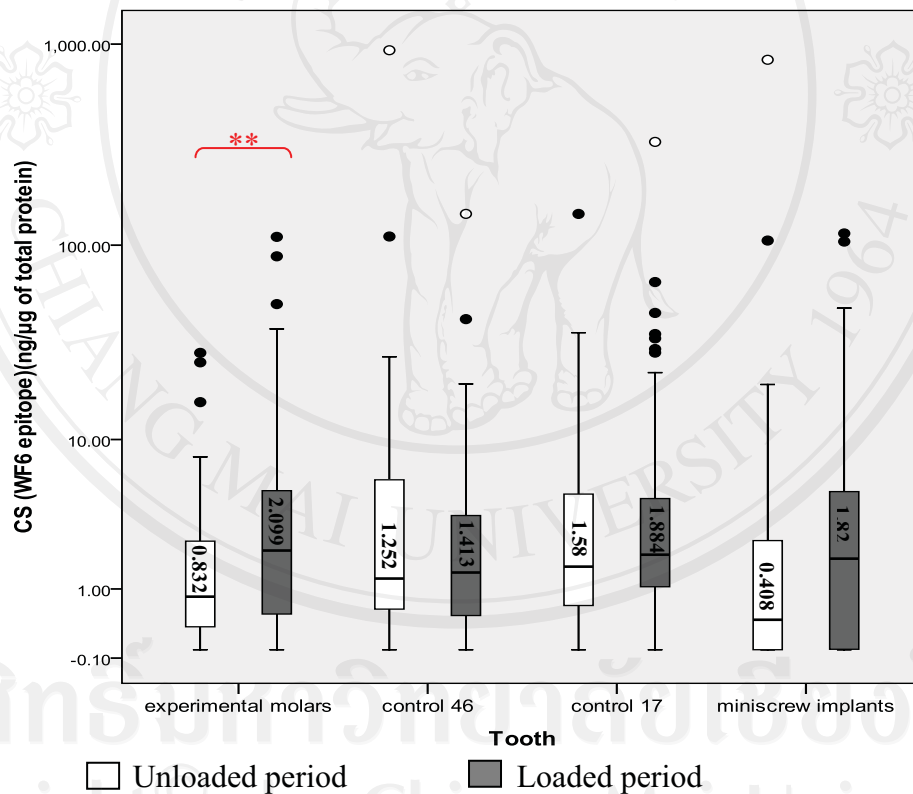 1,000.00
**
100.00
10.00
1.00
-0.10
CS (WF6 epitope)(ng/μg of total protein)
0.832
2.099
1.252
1.413
1.58
1.884
0.408
1.82
experimental molars
control 46
control 17
miniscrew implants
Tooth
Unloaded period
Loaded period
CHIANG MAI UNIVERSITY 1964